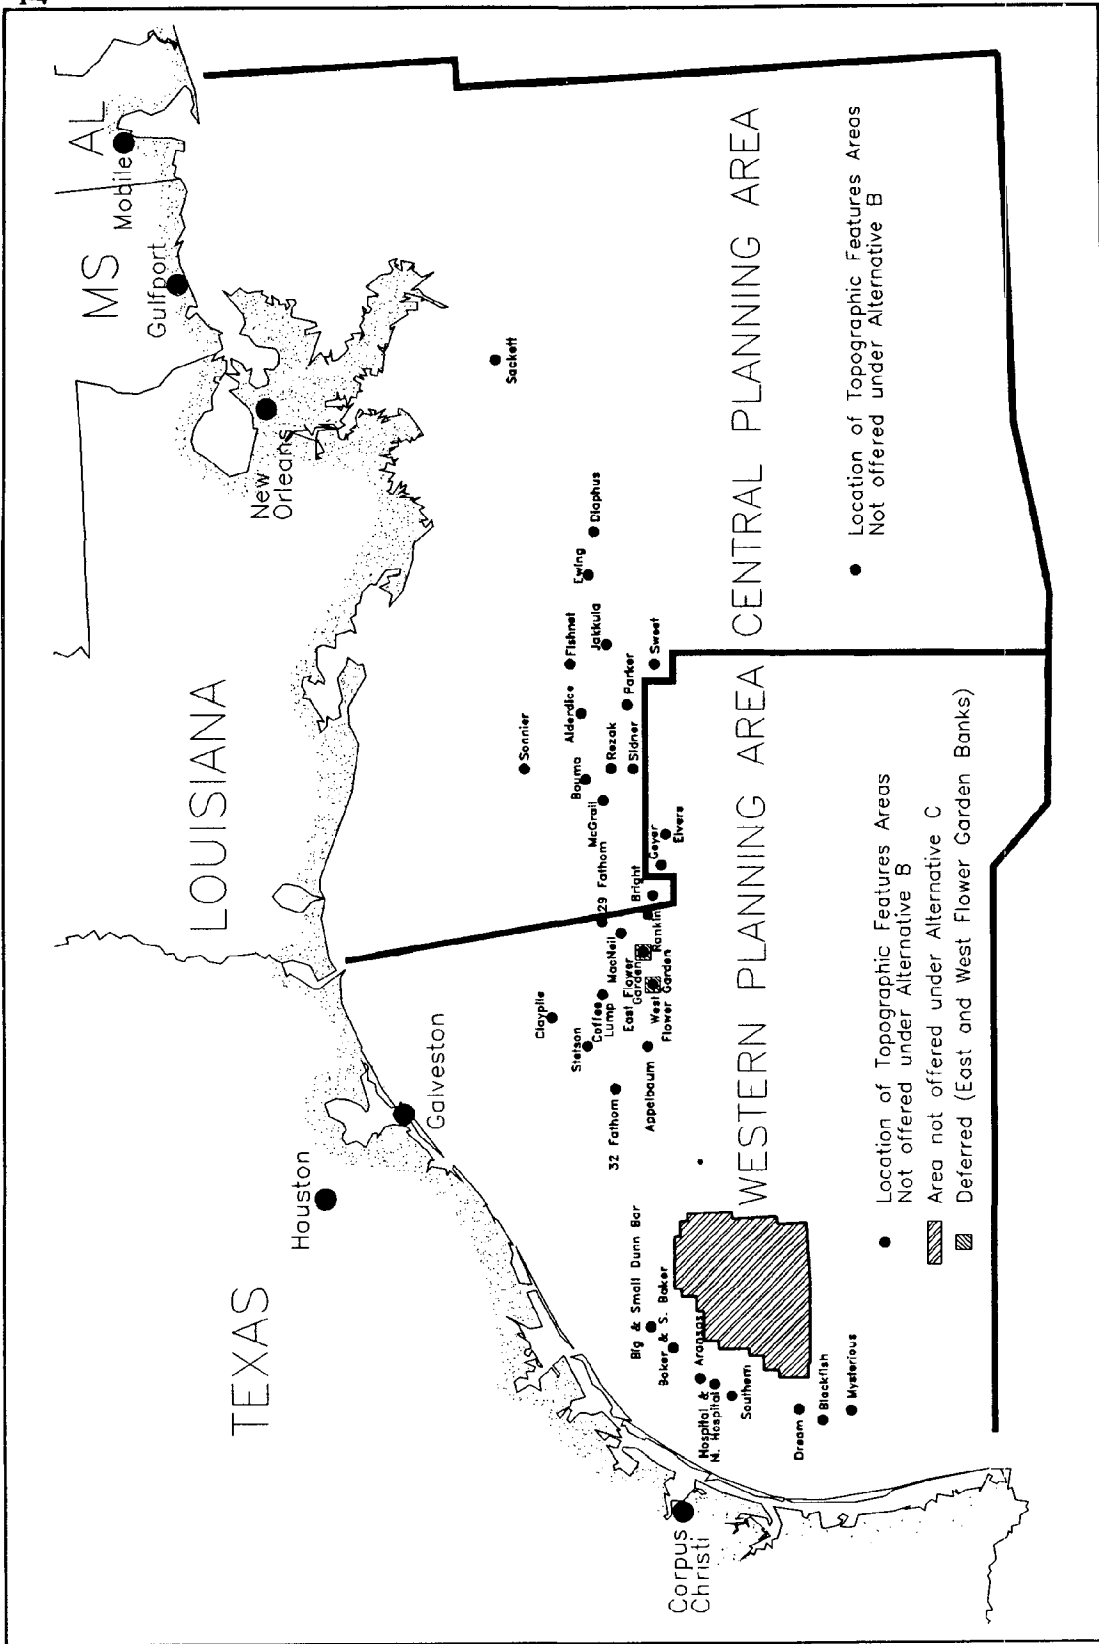 I-4
TEXAS
LOUISIANA
MS
AL
Houston
Galveston
Corpus
Christi
New
Orleans
Gulfport
Mobile
Sackett
Diaphus
Ewing
Jakkula
Fishnet
Sweet
Parker
Alderdice
Sonnier
Rezak
Sidner
Bouma
McGrail
Elvers
Geyer
Bright
29 Fathom
Rankin
MacNeil
East Flower
Garden
West
Flower Garden
Coffee
Lump
Claypile
Stetson
Appelbaum
32 Fathom
Big & Small Dunn Bar
Baker & S. Baker
Aransas
Hospital &
N. Hospital
Southern
Dream
Blackfish
Mysterious
WESTERN PLANNING AREA
CENTRAL PLANNING AREA
Location of Topographic Features Areas
Not offered under Alternative B
Area not offered under Alternative C
Deferred (East and West Flower Garden Banks)
Location of Topographic Features Areas
Not offered under Alternative B